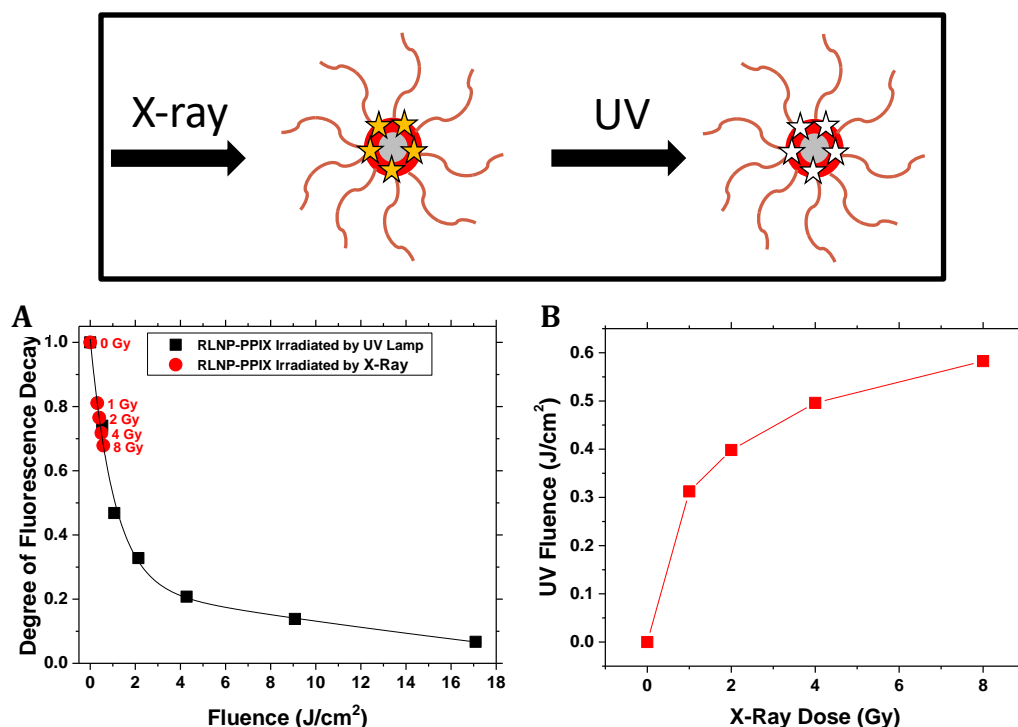 X-ray
UV
A
RLNP-PPIX Irradiated by UV Lamp
RLNP-PPIX Irradiated by X-Ray
0 Gy
1 Gy
2 Gy
4 Gy
8 Gy
1.0
0.8
0.6
0.4
0.2
0.0
0 2 4 6 8 10 12 14 16 18
Degree of Fluorescence Decay
Fluence (J/cm²)
B
0.6
0.5
0.4
0.3
0.2
0.1
0.0
0 2 4 6 8
UV Fluence (J/cm²)
X-Ray Dose (Gy)